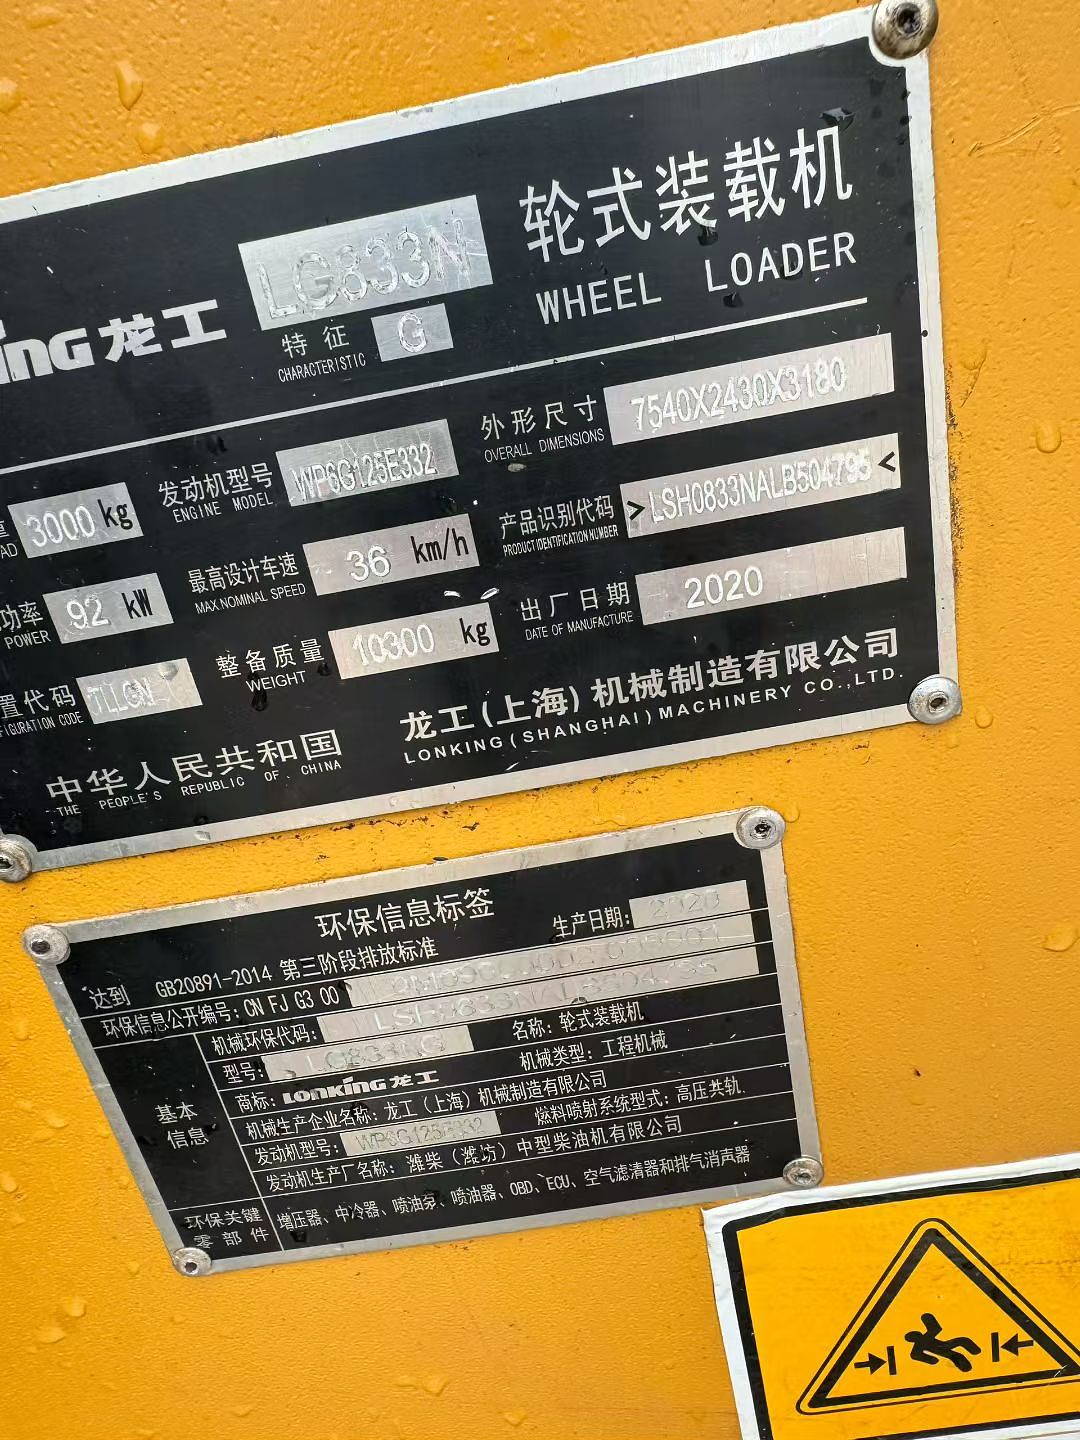 LG833N 轮式装载机
WHEEL LOADER
龙工
特征 G
CHARACTERISTIC
发动机型号 WP6G125E332
ENGINE MODEL
外形尺寸 7540X2430X3180
OVERALL DIMENSIONS
3000 kg
最高设计车速 36 km/h
MAX NOMINAL SPEED
产品识别代码 >LSH0833NALB504795<
PRODUCT IDENTIFICATION NUMBER
功率 92 kW
POWER
整备质量 10300 kg
WEIGHT
出厂日期 2020
DATE OF MANUFACTURE
置代码
中华人民共和国
THE PEOPLE'S REPUBLIC OF CHINA
龙工(上海)机械制造有限公司
LONKING(SHANGHAI)MACHINERY CO.,LTD.
环保信息标签
生产日期: 2020
达到 GB20891-2014 第三阶段排放标准
环保信息公开编号: CN FJ G3 00
机械环保代码:
型号: 名称: 轮式装载机
商标: LONKING 龙工 机械类型: 工程机械
机械生产企业名称: 龙工(上海)机械制造有限公司
发动机型号: WP6G125E332 燃料喷射系统型式: 高压共轨
发动机生产厂名称: 潍柴(潍坊)中型柴油机有限公司
基本
信息
环保关键
零部件
增压器、中冷器、喷油泵、喷油器、OBD、ECU、空气滤清器和排气消声器